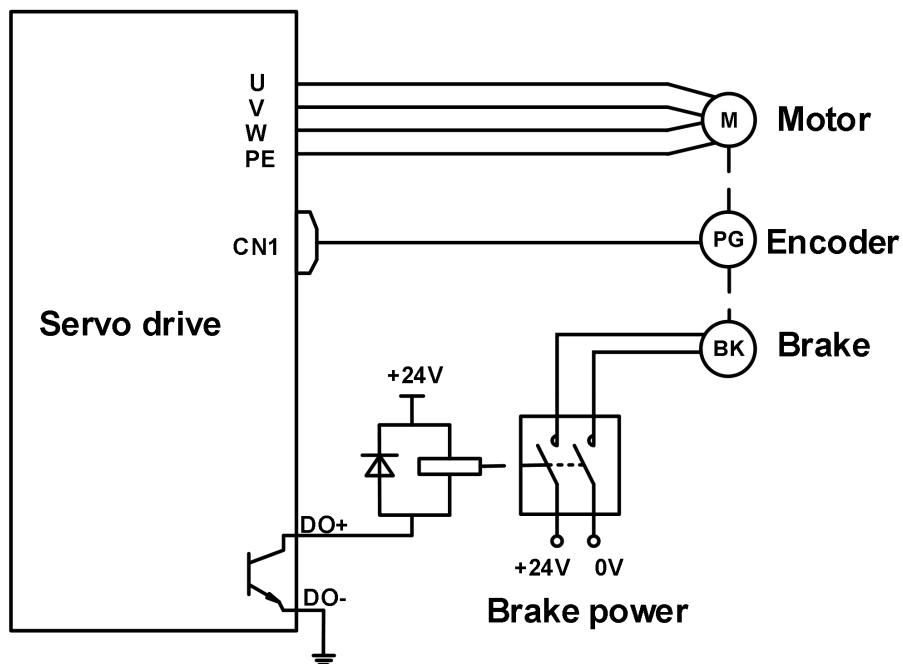 U
V
W
PE
M
Motor
CN1
PG
Encoder
Servo drive
BK
Brake
+24V
DO+
DO-
+24V 0V
Brake power